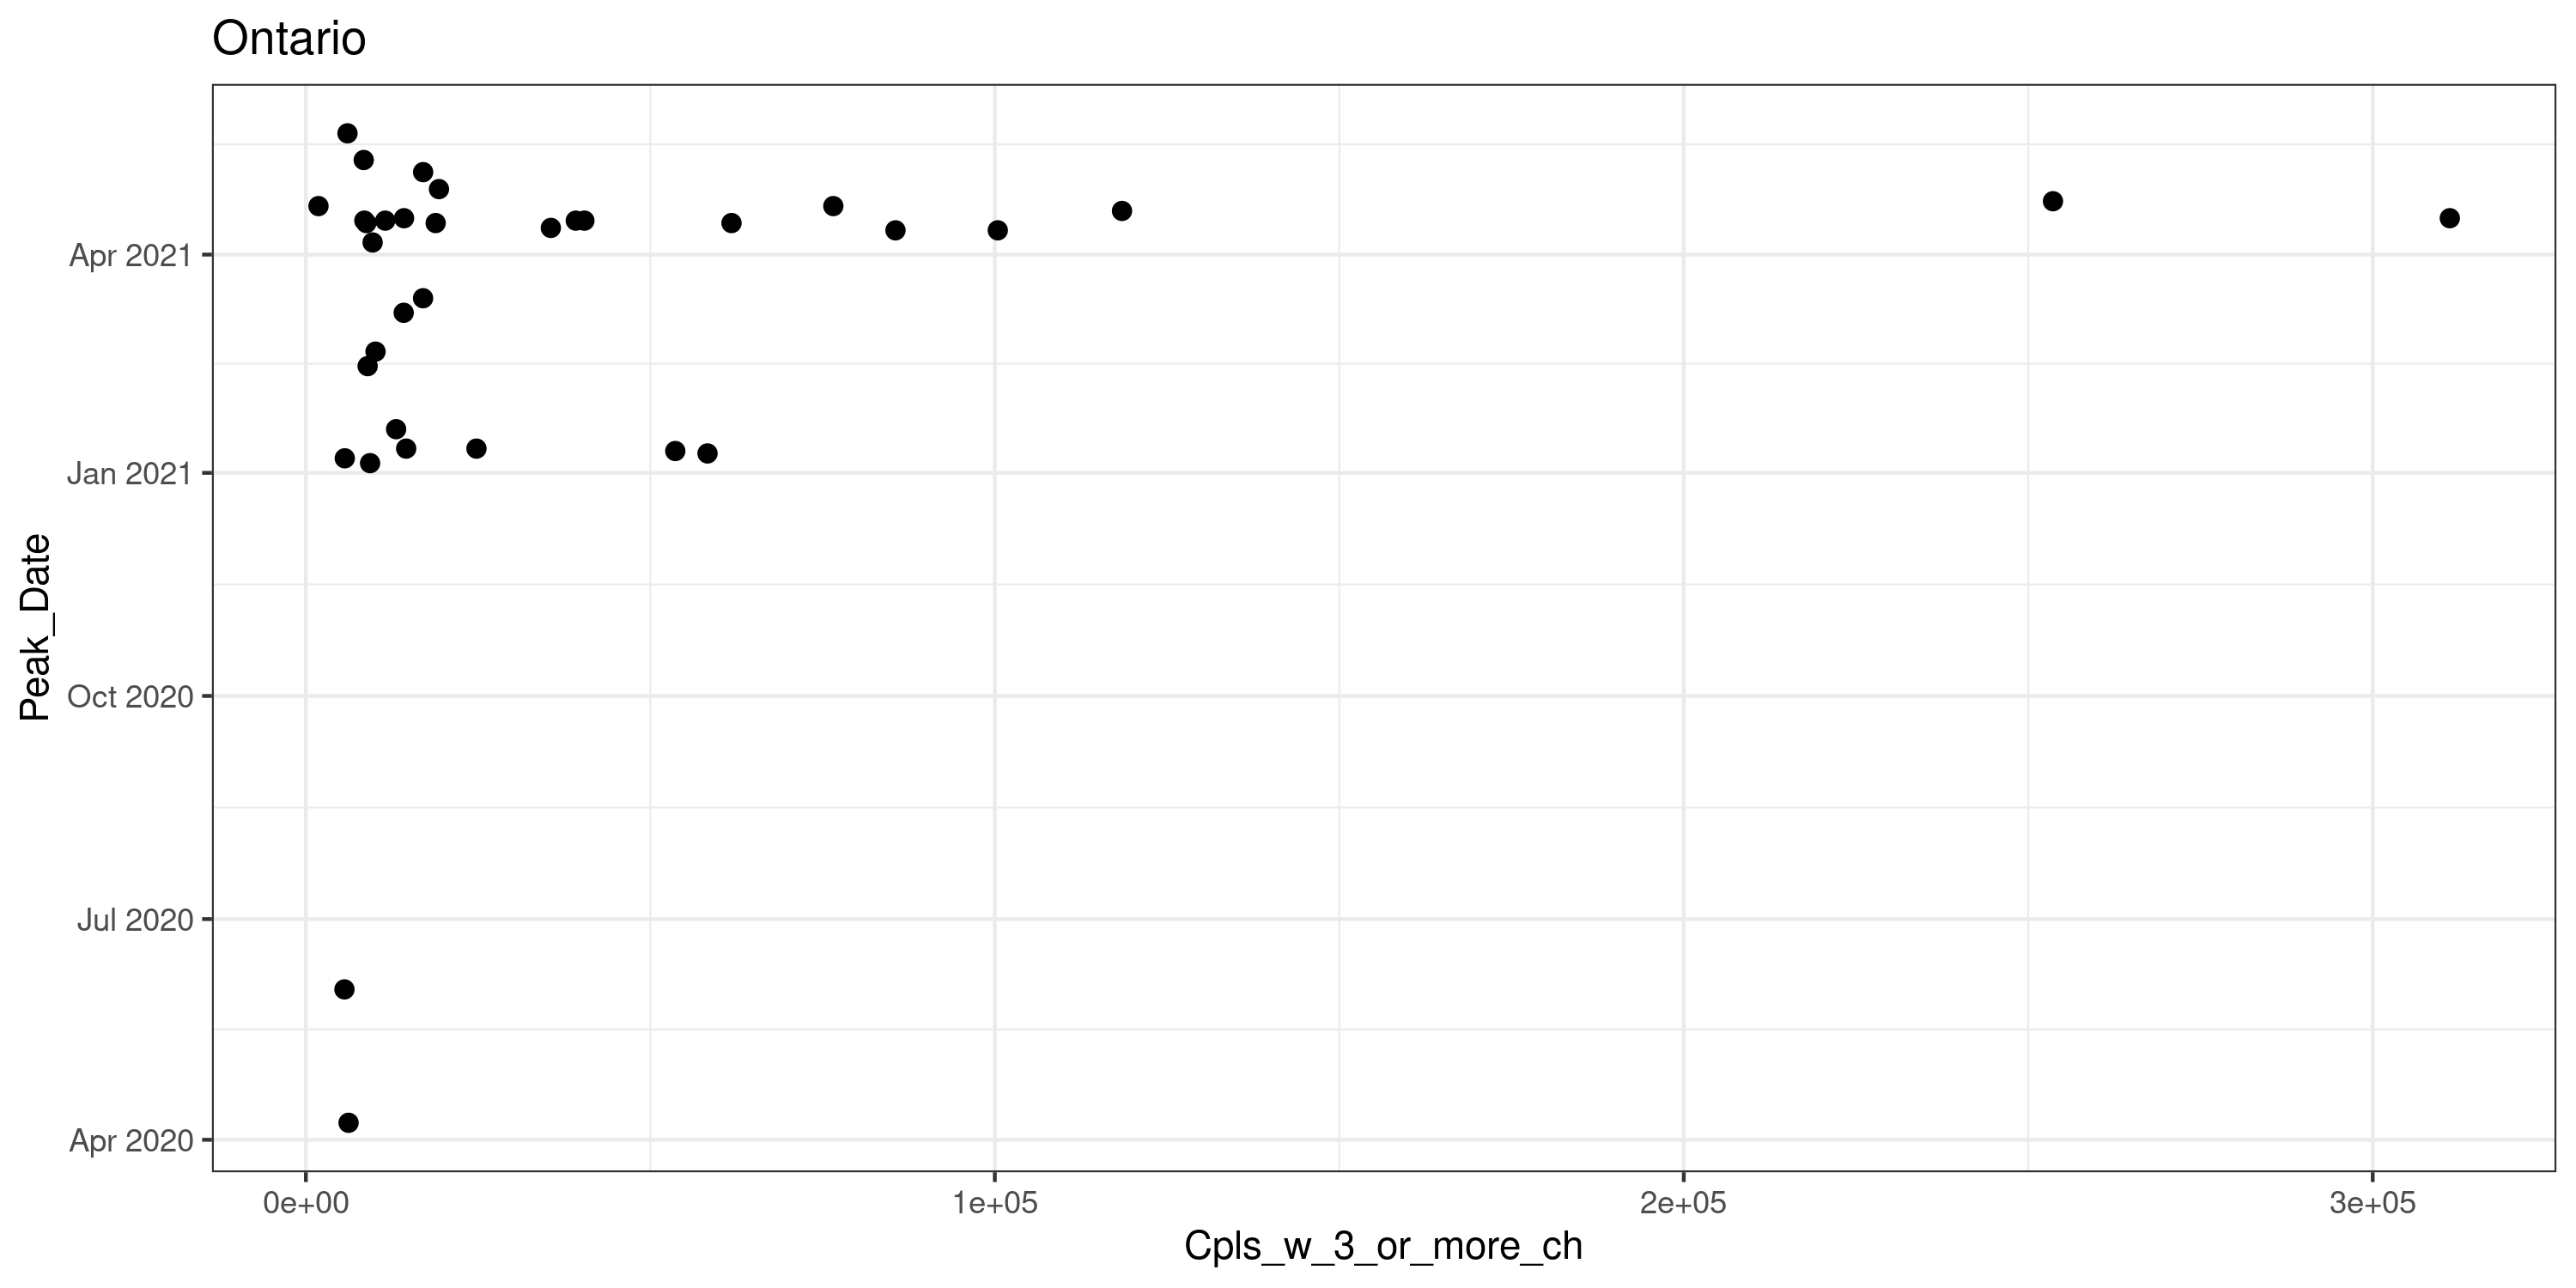 Ontario
Peak_Date
Apr 2021
Jan 2021
Oct 2020
Jul 2020
Apr 2020
0e+00 1e+05 2e+05 3e+05
Cpls_w_3_or_more_ch